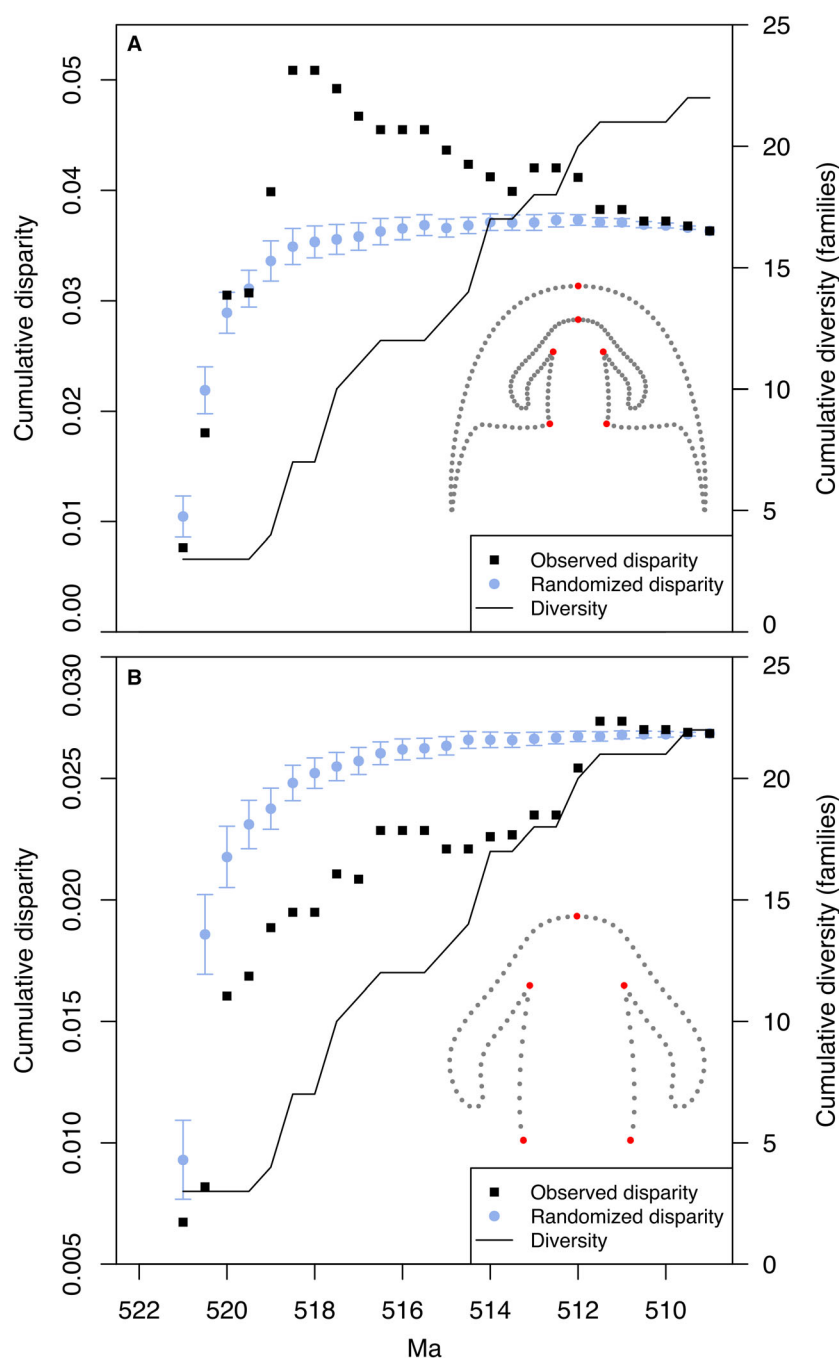 A
0.05
0.04
0.03
0.02
0.01
0.00
Cumulative disparity
25
20
15
10
5
0
Cumulative diversity (families)
Observed disparity
Randomized disparity
Diversity
B
0.030
0.025
0.020
0.015
0.010
0.005
Cumulative disparity
25
20
15
10
5
0
Cumulative diversity (families)
Observed disparity
Randomized disparity
Diversity
522 520 518 516 514 512 510
Ma